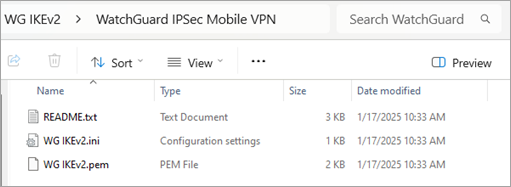 WG IKEv2 > WatchGuard IPSec Mobile VPN Search WatchGuard
Sort View ... Preview
Name Type Size Date modified
README.txt Text Document 3 KB 1/17/2025 10:33 AM
WG IKEv2.ini Configuration settings 1 KB 1/17/2025 10:33 AM
WG IKEv2.pem PEM File 2 KB 1/17/2025 10:33 AM